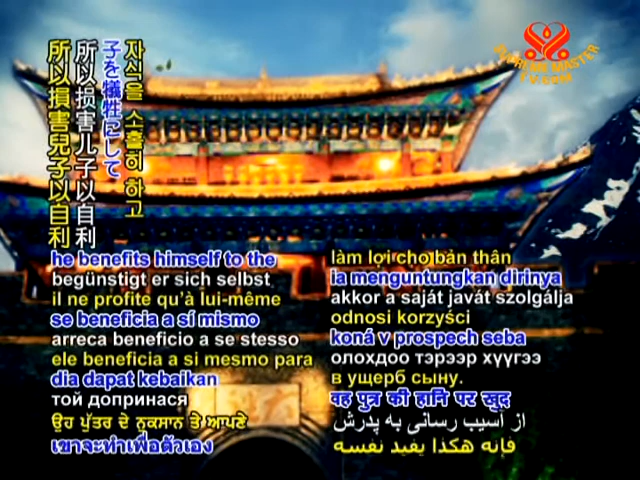 SUPREME MASTER
TV.COM
자식을 소홀히 하고
子を犠牲にして
所以损害儿子以自利
所以損害兒子以自利
he benefits himself to the
begünstigt er sich selbst
il ne profite qu'à lui-même
se beneficia a sí mismo
arreca beneficio a se stesso
ele beneficia a si mesmo para
dia dapat kebaikan
той допринася
ਉਹ ਪੁੱਤਰ ਦੇ ਨੁਕਸਾਨ ਤੇ ਆਪਣੇ
เขาจะทำเพื่อตัวเอง
làm lợi cho bản thân
ia menguntungkan dirinya
akkor a saját javát szolgálja
odnosi korzyści
koná v prospech seba
олохдоо тэрээр хүүгээ
в ущерб сыну.
वह पुत्र की हानि पर खुद
از آسیب رسانی به پدرش
فإنه هكذا يفيد نفسه